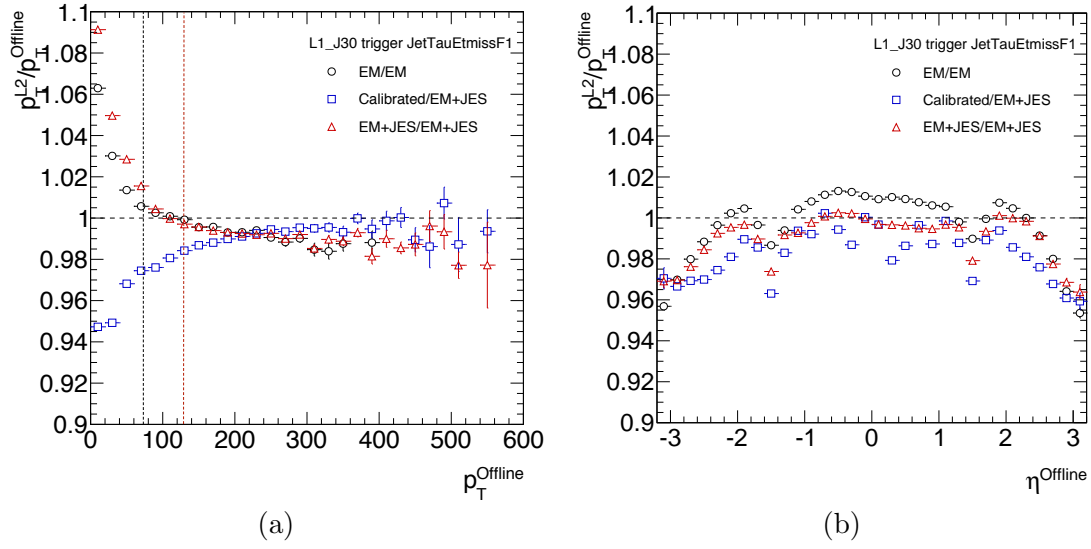 p_T^L2/p_T^Offline
1.1
1.08
1.06
1.04
1.02
1
0.98
0.96
0.94
0.92
0.9
L1_J30 trigger JetTauEtmissF1
EM/EM
Calibrated/EM+JES
EM+JES/EM+JES
0 100 200 300 400 500 600
p_T^Offline
(a)
p_T^L2/p_T^Offline
1.1
1.08
1.06
1.04
1.02
1
0.98
0.96
0.94
0.92
0.9
L1_J30 trigger JetTauEtmissF1
EM/EM
Calibrated/EM+JES
EM+JES/EM+JES
-3 -2 -1 0 1 2 3
η^Offline
(b)